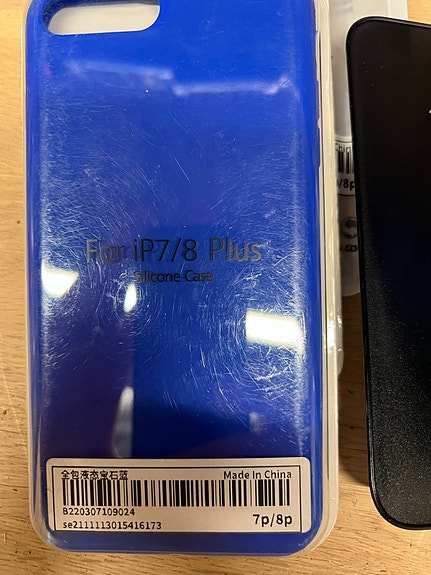 For iP7/8 Plus
Silicone Case
全包液态宝石蓝 Made In China
B220307109024
se2111113015416173 7p/8p